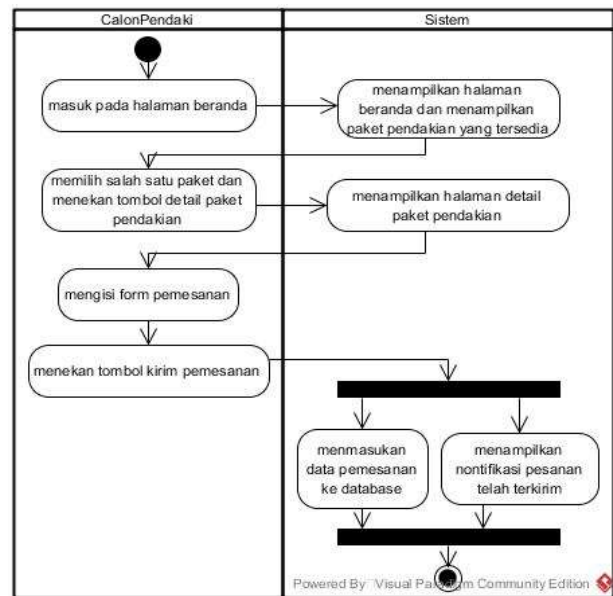 CalonPendaki
Sistem
masuk pada halaman beranda
menampilkan halaman
beranda dan menampilkan
paket pendakian yang tersedia
memilih salah satu paket dan
menekan tombol detail paket
pendakian
menampilkan halaman detail
paket pendakian
mengisi form pemesanan
menekan tombol kirim pemesanan
menmasukan
data pemesanan
ke database
menampilkan
nontifikasi pesanan
telah terkirim
Powered By Visual Paradigm Community Edition